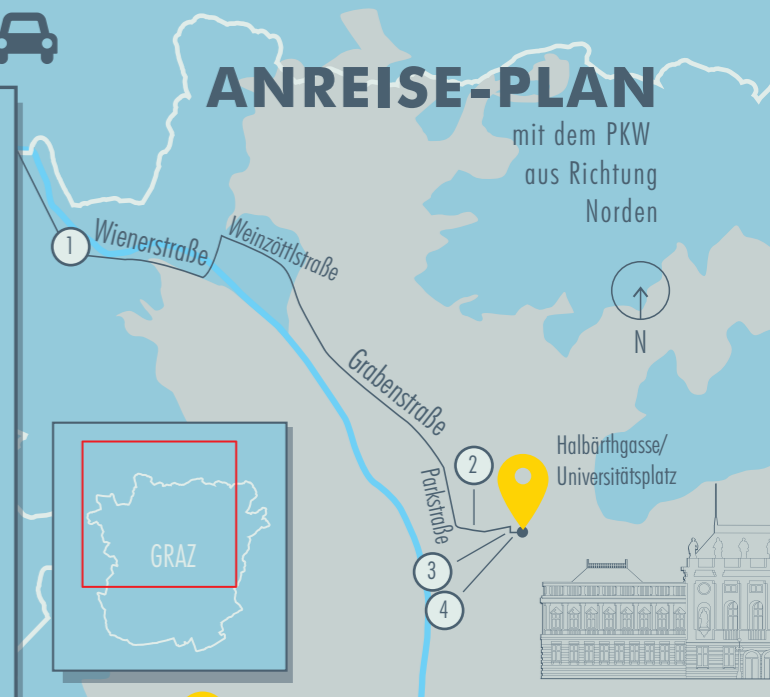 ANREISE-PLAN
mit dem PKW
aus Richtung
Norden
1
Wienerstraße
Weinzöttlstraße
N
Grabenstraße
Parkstraße
2
Halbärthgasse/
Universitätsplatz
GRAZ
3
4